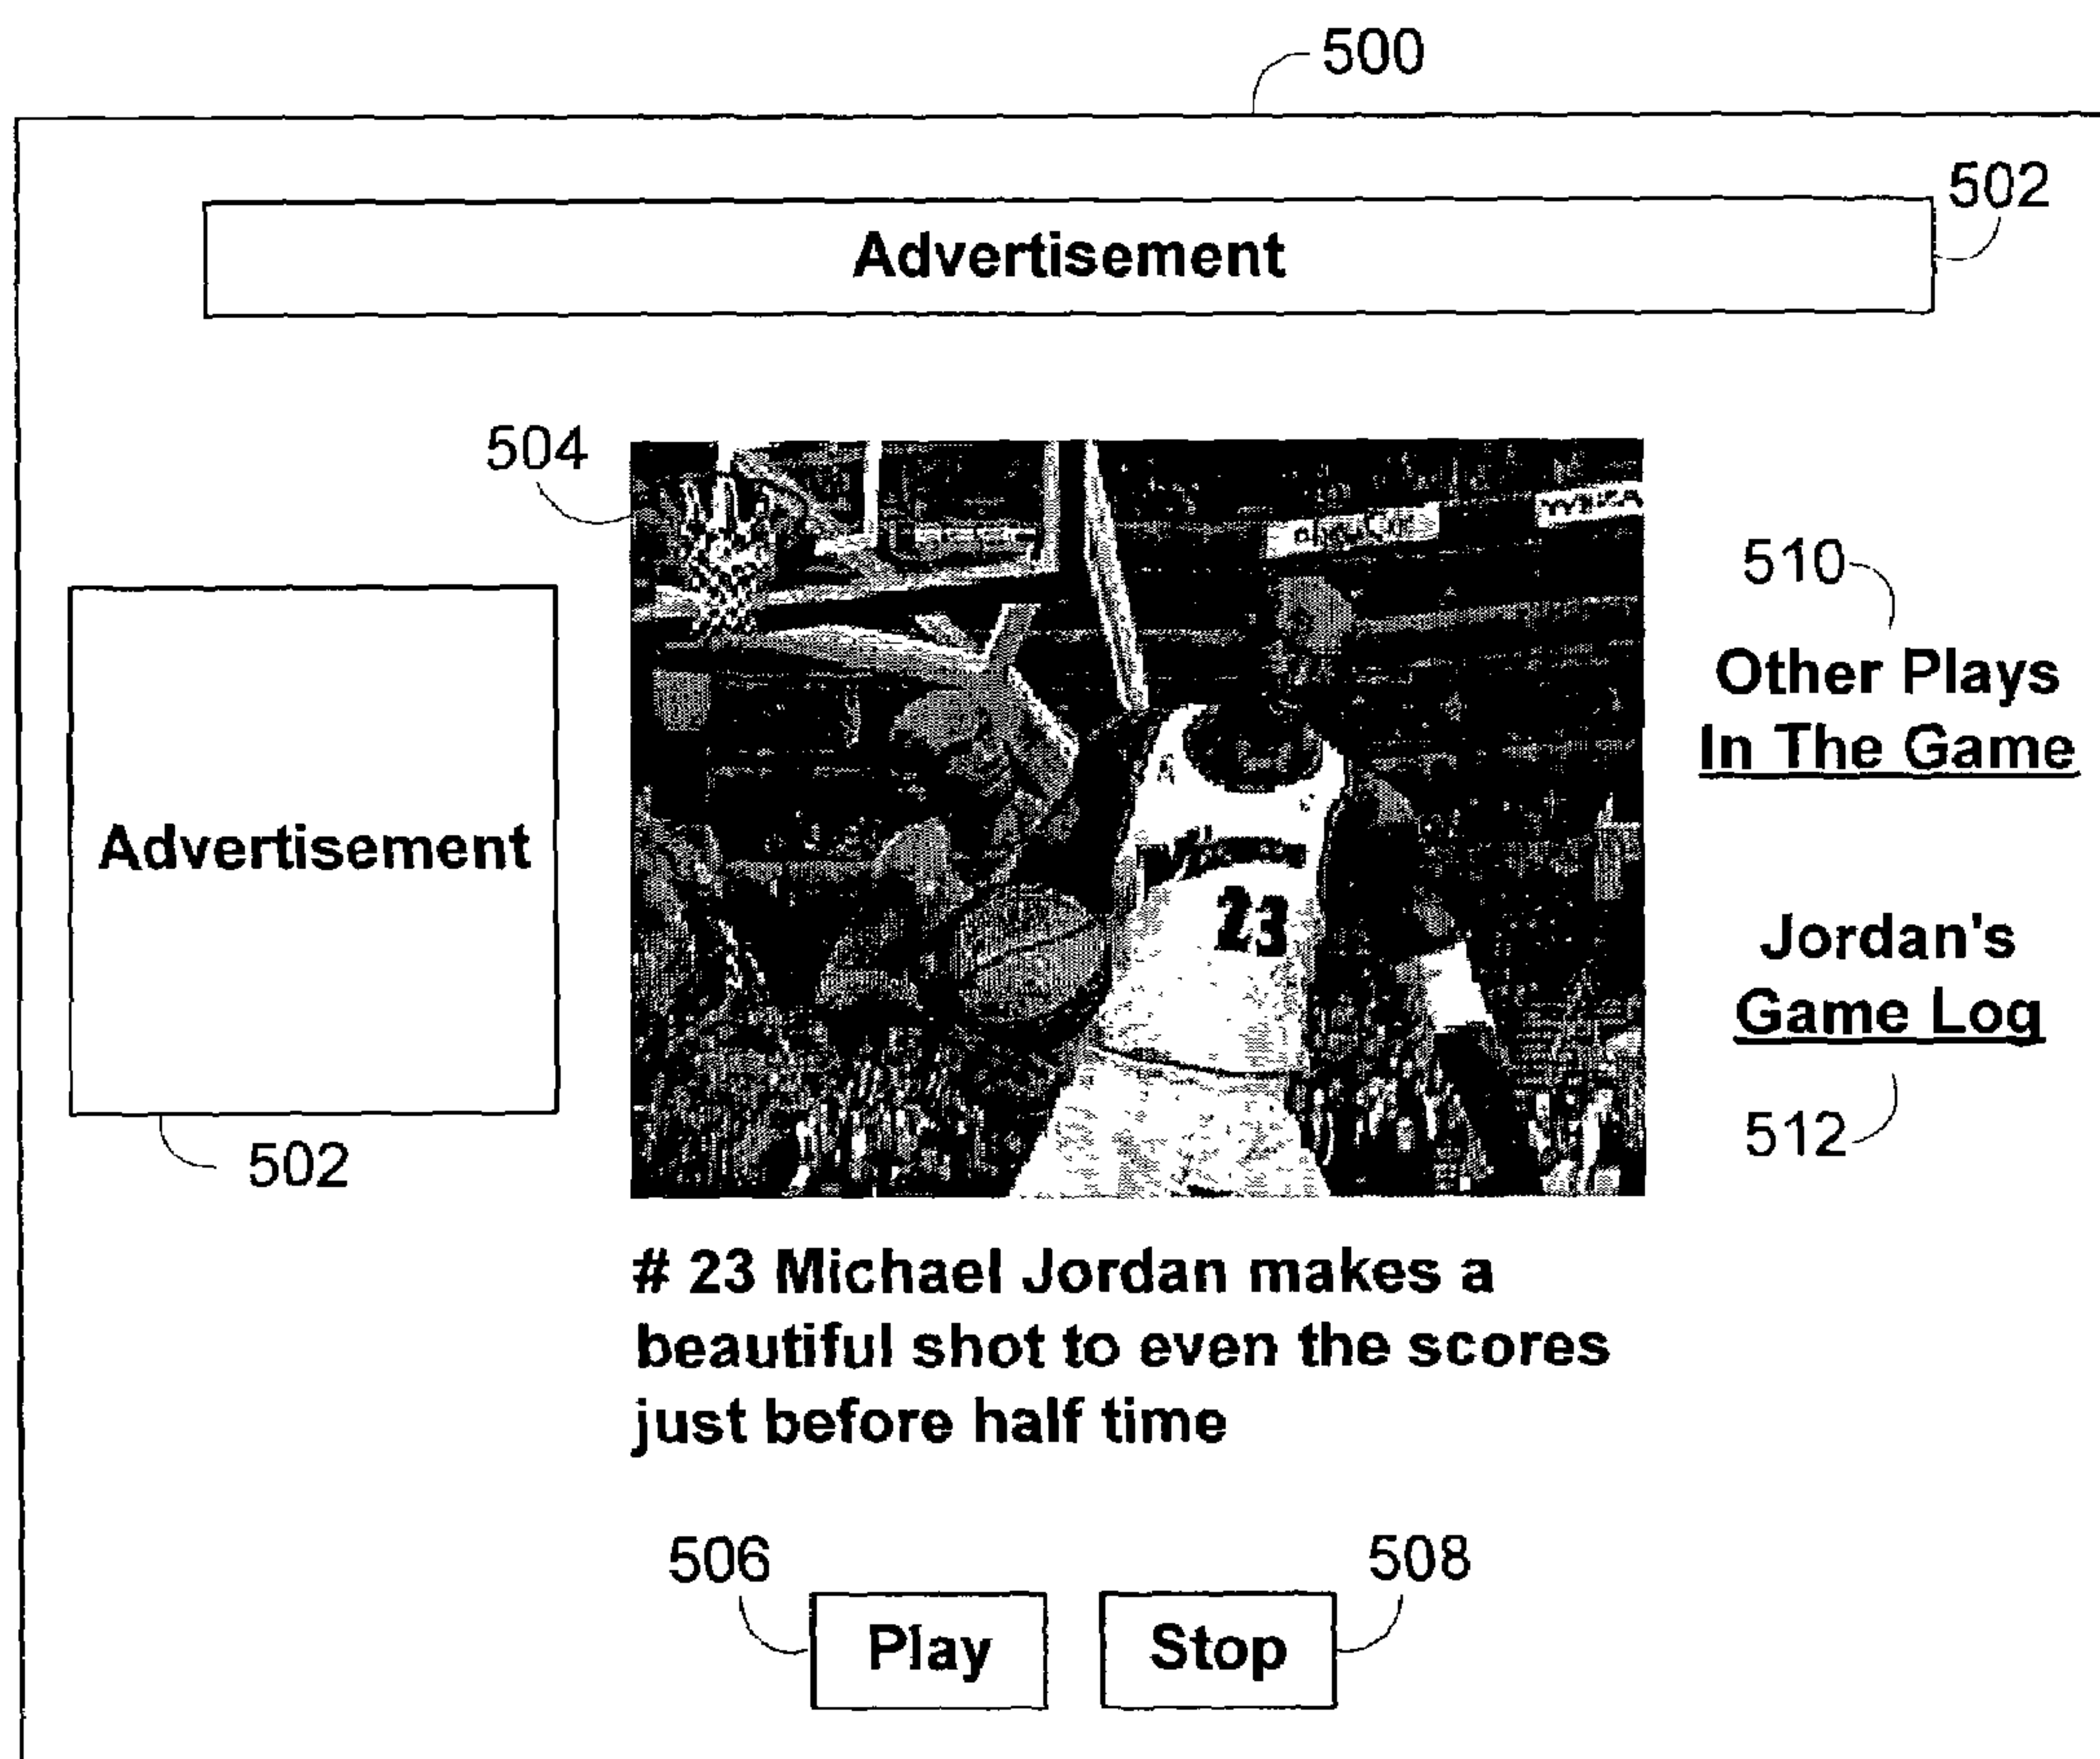 500
502
Advertisement
504
510
Other Plays
In The Game
Advertisement
23
Jordan's
Game Log
512
502
# 23 Michael Jordan makes a
beautiful shot to even the scores
just before half time
506
508
Play
Stop